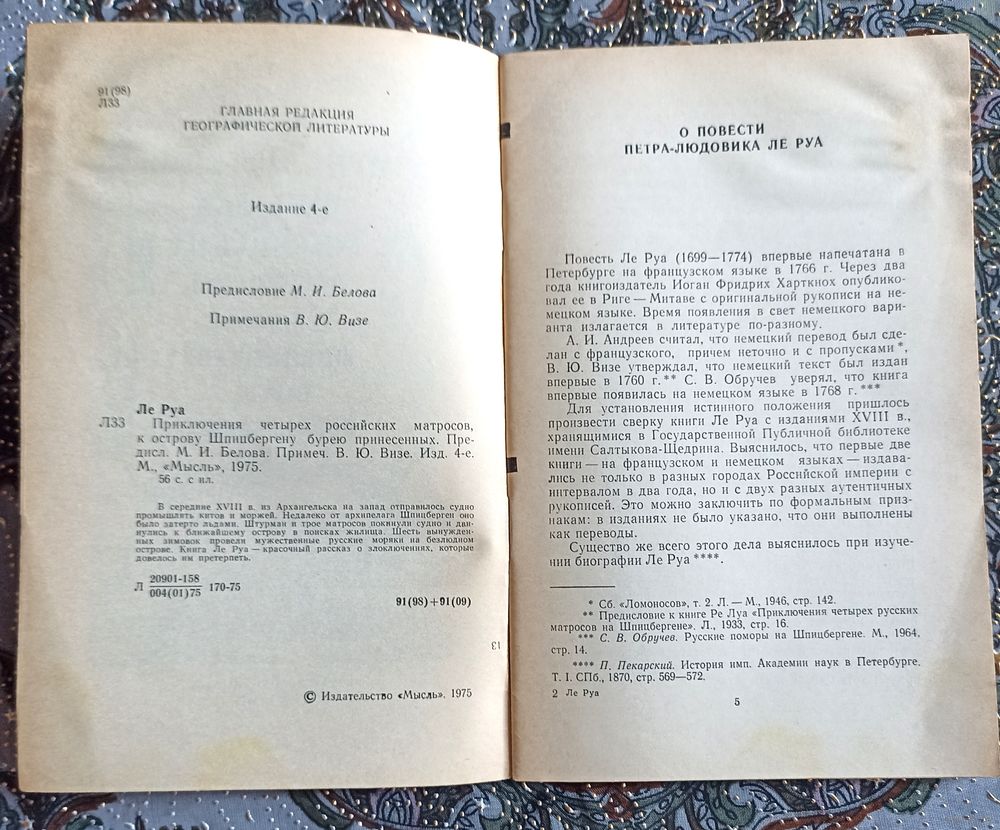 91(98)
Л33
ГЛАВНАЯ РЕДАКЦИЯ
ГЕОГРАФИЧЕСКОЙ ЛИТЕРАТУРЫ
Издание 4-е
Предисловие М. И. Белова
Примечания В. Ю. Визе
Ле Руа
Л33 Приключения четырех российских матросов,
к острову Шпицбергену бурею принесенных. Пре-
дисл. М. И. Белова. Примеч. В. Ю. Визе. Изд. 4-е.
М., «Мысль», 1975.
56 с. с ил.
В середине XVIII в. из Архангельска на запад отправилось судно
промышлять китов и моржей. Недалеко от архипелага Шпицберген оно
было затерто льдами. Штурман и трое матросов покинули судно и дви-
нулись к ближайшему острову в поисках жилища. Шесть вынужден-
ных зимовок провели мужественные русские моряки на безлюдном
острове. Книга Ле Руа — красочный рассказ о злоключениях, которые
довелось им претерпеть.
Л 20901-158 170-75
004(01)75
91(98)+91(09)
13
© Издательство «Мысль». 1975
О ПОВЕСТИ
ПЕТРА-ЛЮДОВИКА ЛЕ РУА
Повесть Ле Руа (1699—1774) впервые напечатана в
Петербурге на французском языке в 1766 г. Через два
года книгоиздатель Иоган Фридрих Харткнох опублико-
вал ее в Риге — Митаве с оригинальной рукописи на не-
мецком языке. Время появления в свет немецкого вари-
анта излагается в литературе по-разному.
А. И. Андреев считал, что немецкий перевод был сде-
лан с французского, причем неточно и с пропусками *,
В. Ю. Визе утверждал, что немецкий текст был издан
впервые в 1760 г.** С. В. Обручев уверял, что книга
впервые появилась на немецком языке в 1768 г.***
Для установления истинного положения пришлось
произвести сверку книги Ле Руа с изданиями XVIII в.,
хранящимися в Государственной Публичной библиотеке
имени Салтыкова-Щедрина. Выяснилось, что первые две
книги — на французском и немецком языках — издава-
лись не только в разных городах Российской империи с
интервалом в два года, но и с двух разных аутентичных
рукописей. Это можно заключить по формальным приз-
накам: в изданиях не было указано, что они выполнены
как переводы.
Существо же всего этого дела выяснилось при изуче-
нии биографии Ле Руа ****.
* Сб. «Ломоносов», т. 2. Л. — М., 1946, стр. 142.
** Предисловие к книге Ре Луа «Приключения четырех русских
матросов на Шпицбергене». Л., 1933, стр. 16.
*** С. В. Обручев. Русские поморы на Шпицбергене. М., 1964,
стр. 14.
**** П. Пекарский. История имп. Академии наук в Петербурге.
Т. I. СПб., 1870, стр. 569—572.
2 Ле Руа
5